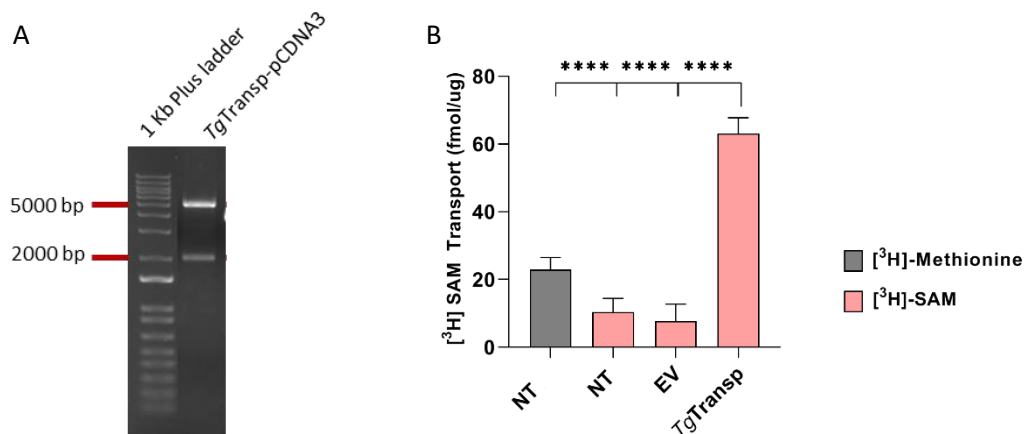 A
1 Kb Plus ladder
TgTransp-pCDNA3
5000 bp
2000 bp
B
**** **** ****
[³H] SAM Transport (fmol/ug)
80
60
40
20
0
NT
NT
EV
TgTransp
[³H]-Methionine
[³H]-SAM